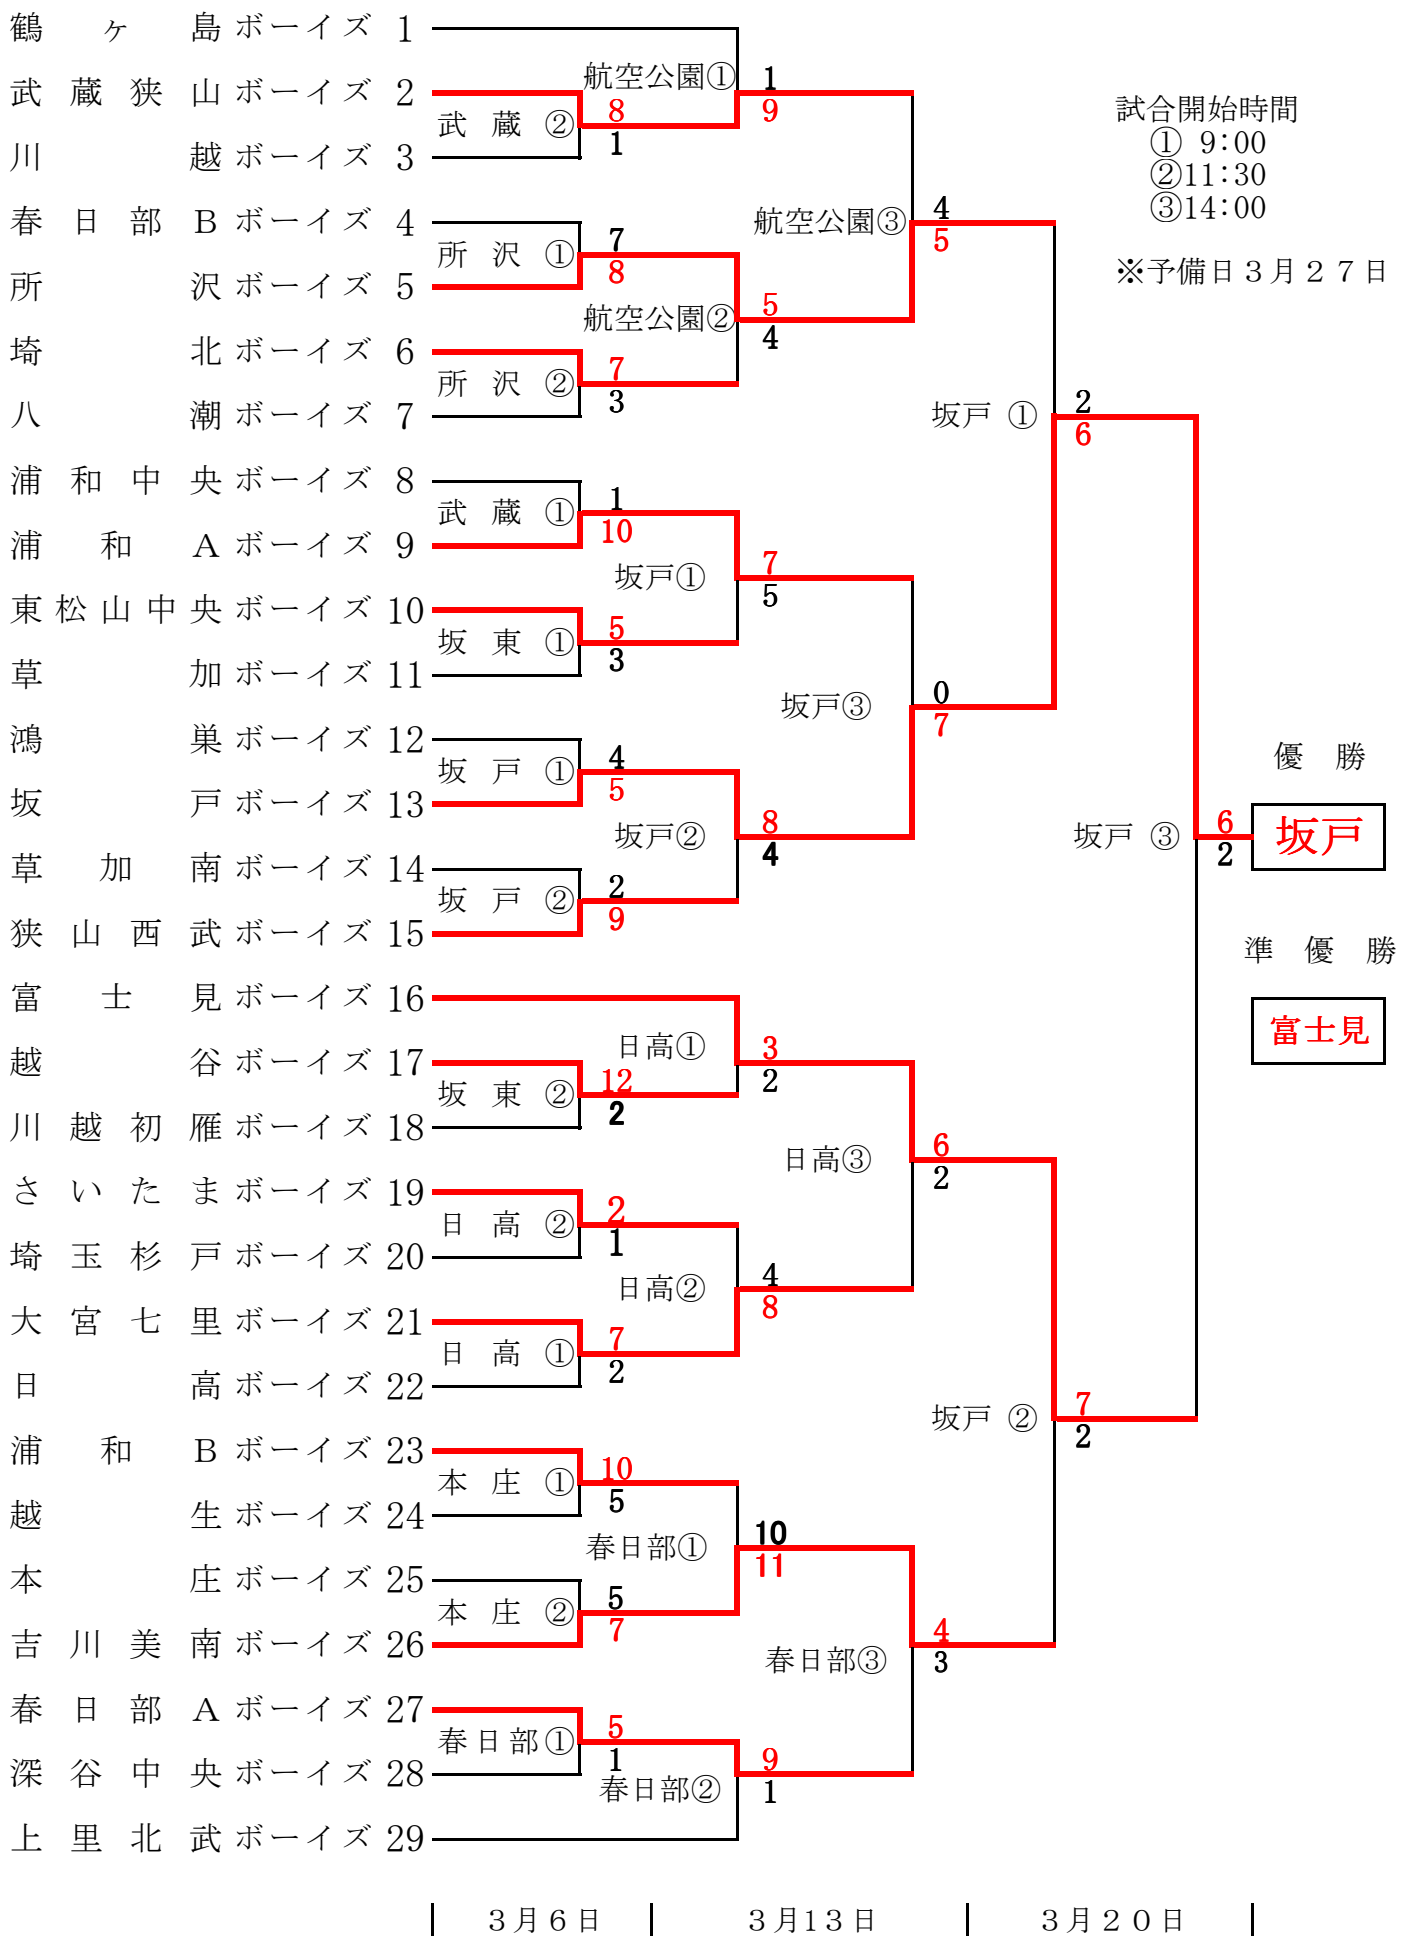 鶴ヶ島ボーイズ 1
航空公園① 1
武蔵狭山ボーイズ 2
8 9
試合開始時間
武蔵②
① 9:00
川越ボーイズ 3
1
②11:30
③14:00
春日部Bボーイズ 4
航空公園③ 4
所沢① 7
5
8
※予備日3月27日
所沢ボーイズ 5
航空公園② 5
4
埼北ボーイズ 6
所沢② 7
3
八潮ボーイズ 7
坂戸 ① 2
6
浦和中央ボーイズ 8
武蔵① 1
10
浦和Aボーイズ 9
坂戸① 7
5
東松山中央ボーイズ 10
坂東① 5
3
草加ボーイズ 11
坂戸③ 0
7
鴻巣ボーイズ 12
優勝
坂戸① 4
5
坂戸ボーイズ 13
坂戸② 8
4
坂戸 ③ 6
2
坂戸
草加南ボーイズ 14
坂戸② 2
9
狭山西武ボーイズ 15
準優勝
富士見ボーイズ 16
富士見
日高① 3
2
越谷ボーイズ 17
坂東② 12
2
川越初雁ボーイズ 18
日高③ 6
2
さいたまボーイズ 19
日高② 2
1
埼玉杉戸ボーイズ 20
日高② 4
8
大宮七里ボーイズ 21
日高① 7
2
日高ボーイズ 22
坂戸 ② 7
2
浦和Bボーイズ 23
本庄① 10
5
越生ボーイズ 24
春日部① 10
11
本庄ボーイズ 25
本庄② 5
7
吉川美南ボーイズ 26
春日部③ 4
3
春日部Aボーイズ 27
春日部① 5
1
深谷中央ボーイズ 28
春日部② 9
1
上里北武ボーイズ 29
3月6日 3月13日 3月20日